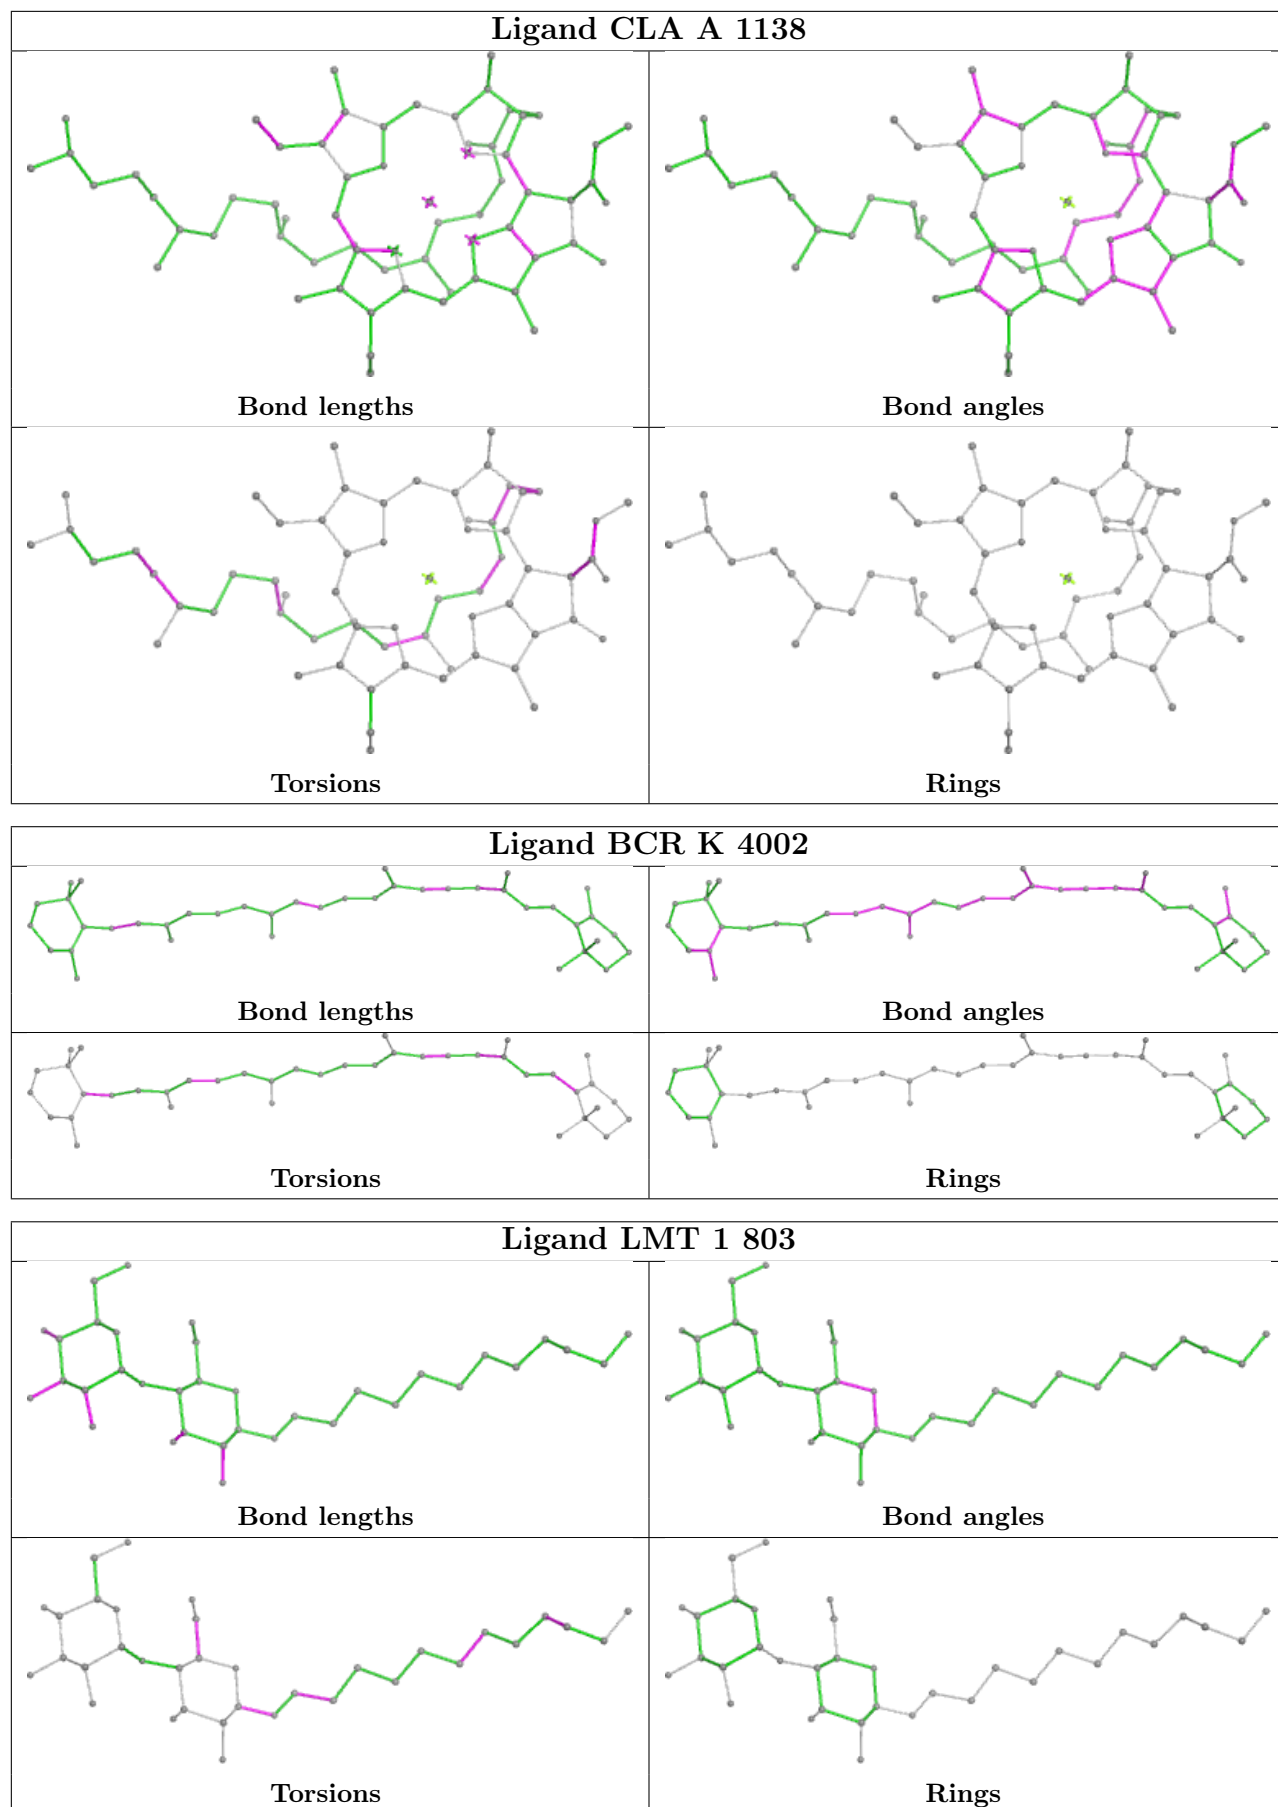 Ligand CLA A 1138
Bond lengths
Bond angles
Torsions
Rings
Ligand BCR K 4002
Bond lengths
Bond angles
Torsions
Rings
Ligand LMT 1 803
Bond lengths
Bond angles
Torsions
Rings